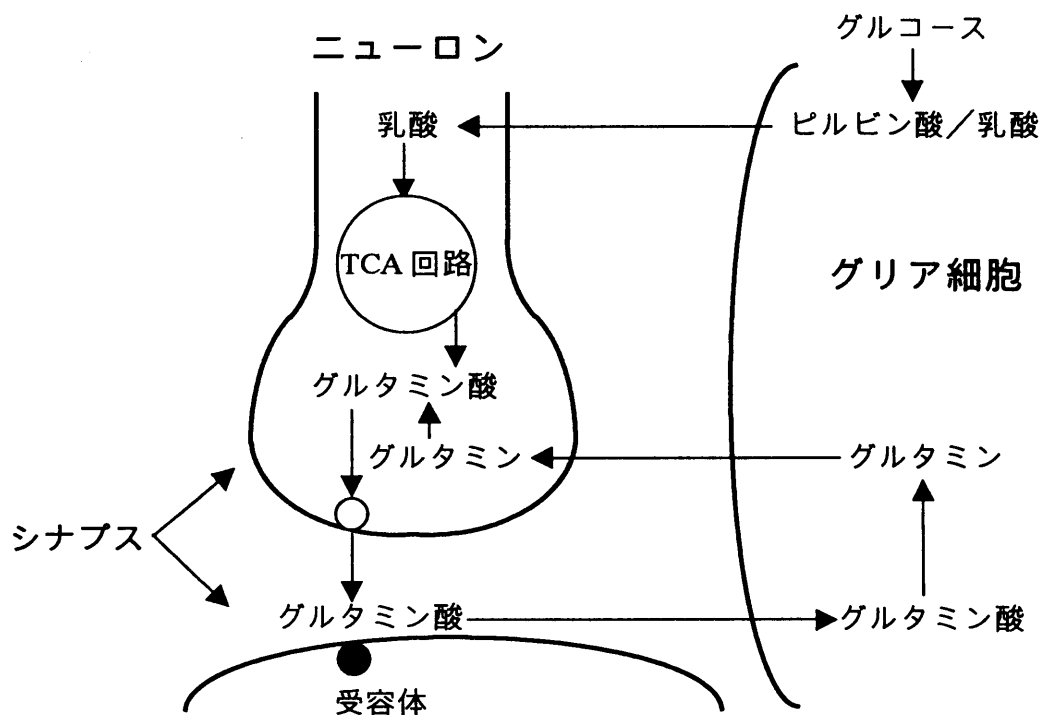 グルコース
ニューロン
乳酸
ピルビン酸／乳酸
TCA 回路
グリア細胞
グルタミン酸
グルタミン
グルタミン
シナプス
グルタミン酸
グルタミン酸
受容体